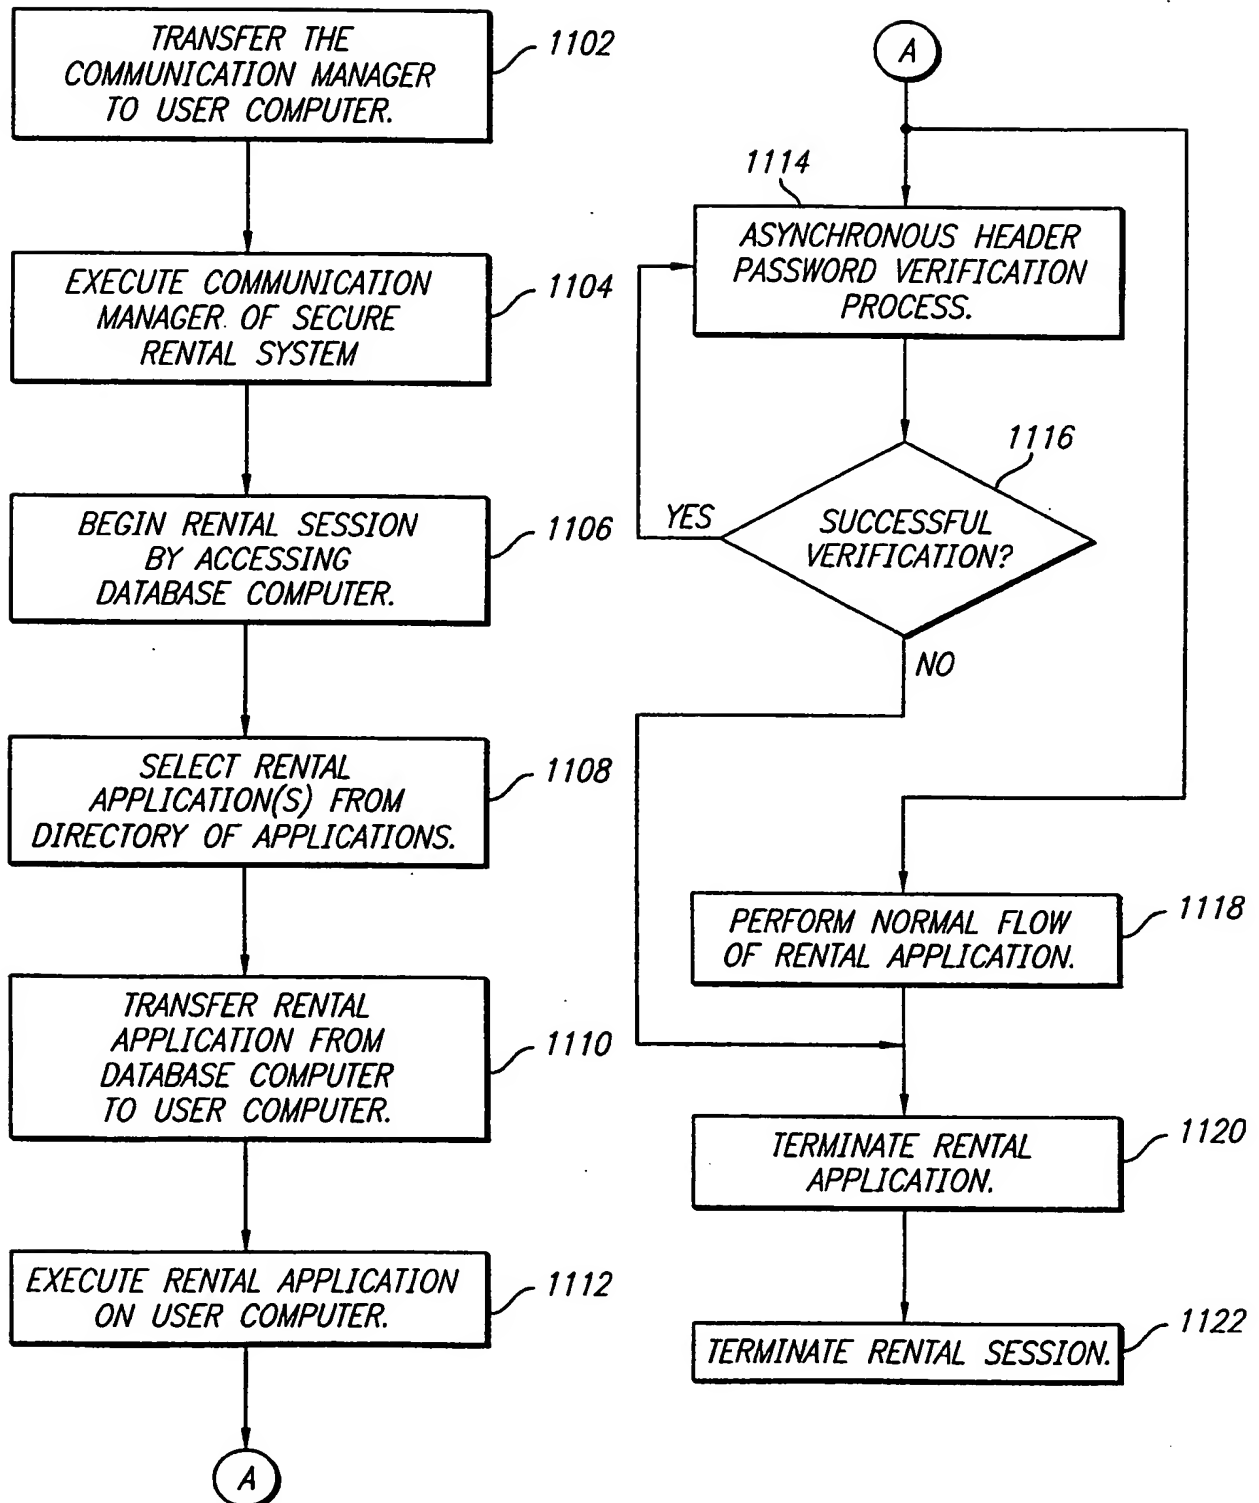 TRANSFER THE
COMMUNICATION MANAGER
TO USER COMPUTER.
1102
EXECUTE COMMUNICATION
MANAGER OF SECURE
RENTAL SYSTEM
1104
BEGIN RENTAL SESSION
BY ACCESSING
DATABASE COMPUTER.
1106
SELECT RENTAL
APPLICATION(S) FROM
DIRECTORY OF APPLICATIONS.
1108
TRANSFER RENTAL
APPLICATION FROM
DATABASE COMPUTER
TO USER COMPUTER.
1110
EXECUTE RENTAL APPLICATION
ON USER COMPUTER.
1112
A
A
1114
ASYNCHRONOUS HEADER
PASSWORD VERIFICATION
PROCESS.
1116
SUCCESSFUL
VERIFICATION?
YES
NO
PERFORM NORMAL FLOW
OF RENTAL APPLICATION.
1118
TERMINATE RENTAL
APPLICATION.
1120
TERMINATE RENTAL SESSION.
1122